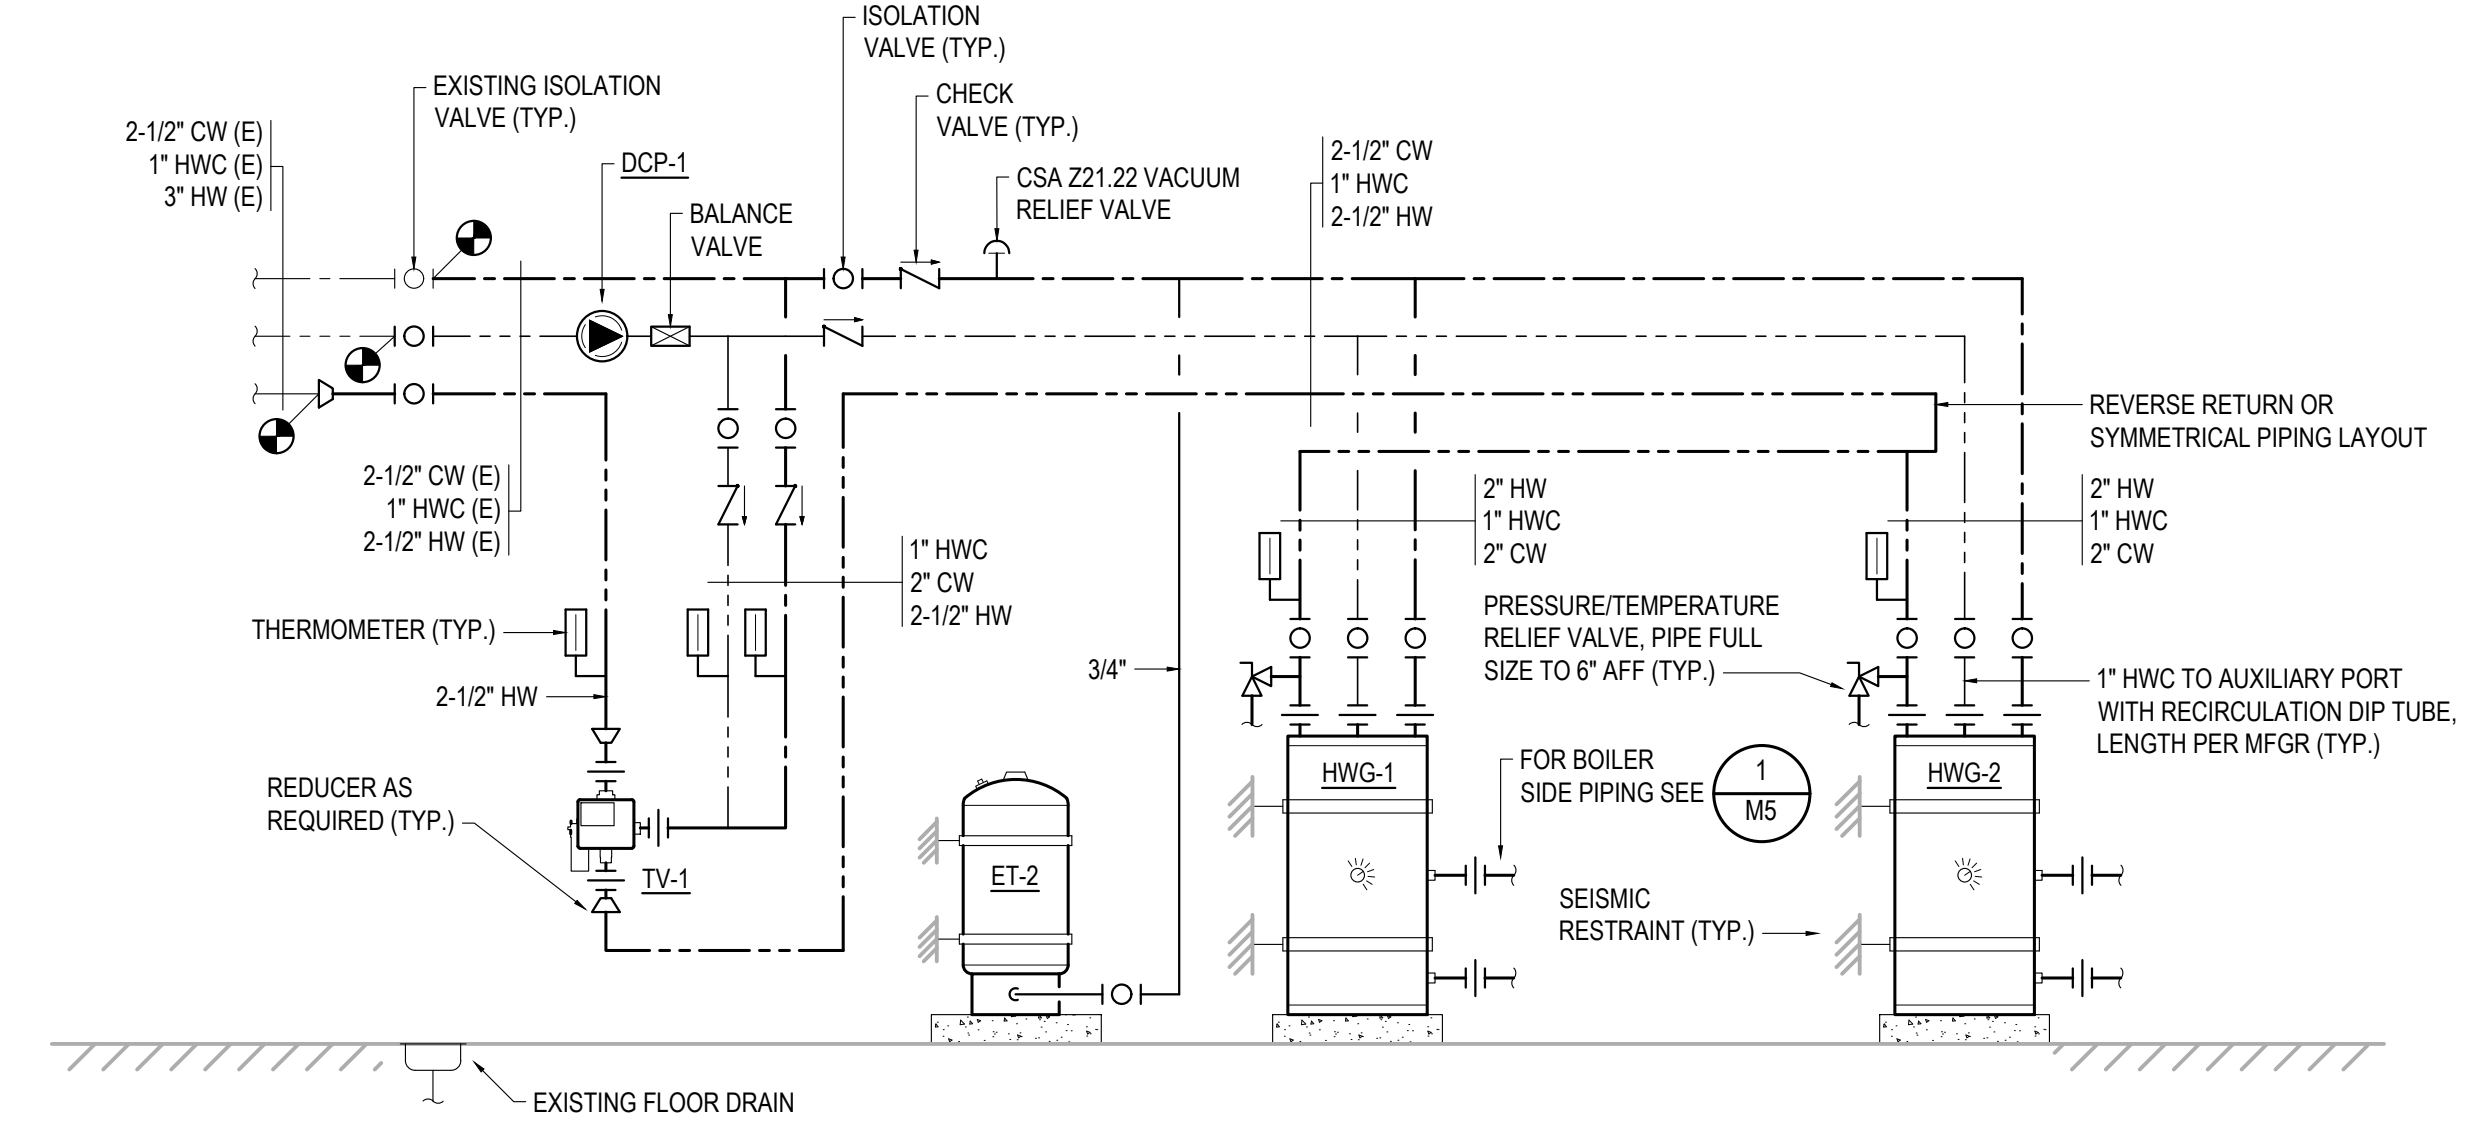 ISOLATION
VALVE (TYP.)
EXISTING ISOLATION
VALVE (TYP.)
CHECK
VALVE (TYP.)
2-1/2" CW (E)
1" HWC (E)
3" HW (E)
DCP-1
BALANCE
VALVE
CSA Z21.22 VACUUM
RELIEF VALVE
2-1/2" CW
1" HWC
2-1/2" HW
REVERSE RETURN OR
SYMMETRICAL PIPING LAYOUT
2-1/2" CW (E)
1" HWC (E)
2-1/2" HW (E)
2" HW
1" HWC
2" CW
2" HW
1" HWC
2" CW
1" HWC
2" CW
2-1/2" HW
THERMOMETER (TYP.)
PRESSURE/TEMPERATURE
RELIEF VALVE, PIPE FULL
SIZE TO 6" AFF (TYP.)
3/4"
2-1/2" HW
1" HWC TO AUXILIARY PORT
WITH RECIRCULATION DIP TUBE,
LENGTH PER MFGR (TYP.)
REDUCER AS
REQUIRED (TYP.)
HWG-1
FOR BOILER
SIDE PIPING SEE
1
M5
HWG-2
TV-1
ET-2
SEISMIC
RESTRAINT (TYP.)
EXISTING FLOOR DRAIN